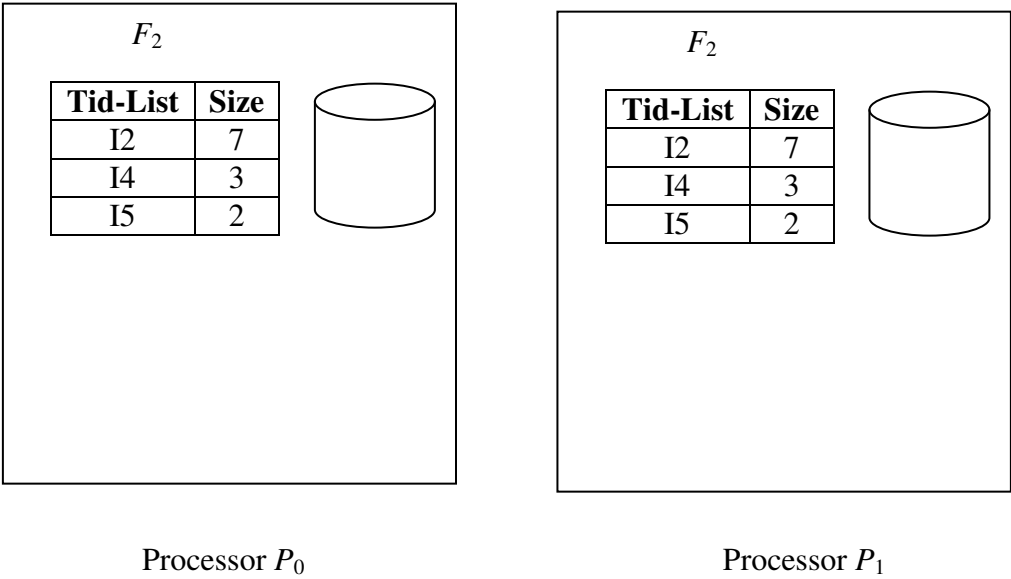 F₂
Tid-List Size
I2 7
I4 3
I5 2
Processor P₀
F₂
Tid-List Size
I2 7
I4 3
I5 2
Processor P₁